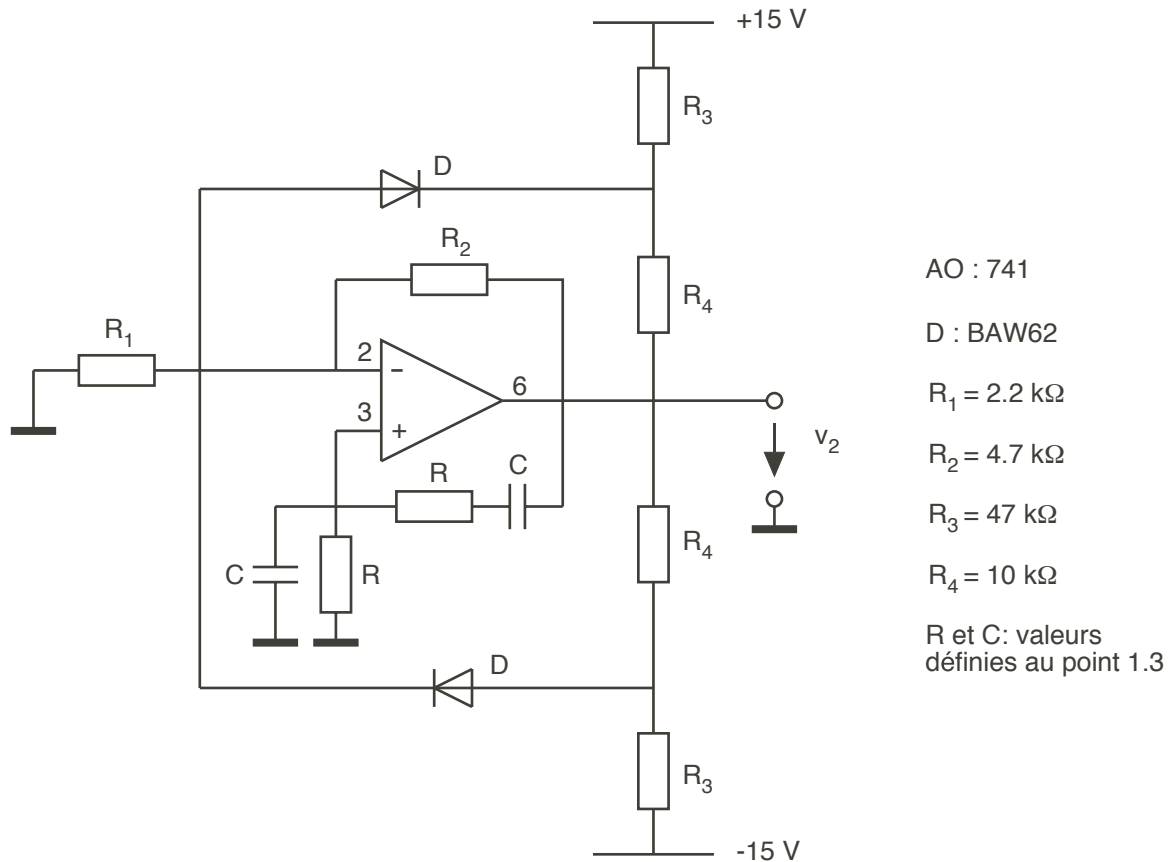 +15 V
R3
D
R2
R4
R1
2
6
3
v2
R
C
R4
C
R
D
R3
-15 V
AO : 741
D : BAW62
R1 = 2.2 kΩ
R2 = 4.7 kΩ
R3 = 47 kΩ
R4 = 10 kΩ
R et C: valeurs
définies au point 1.3